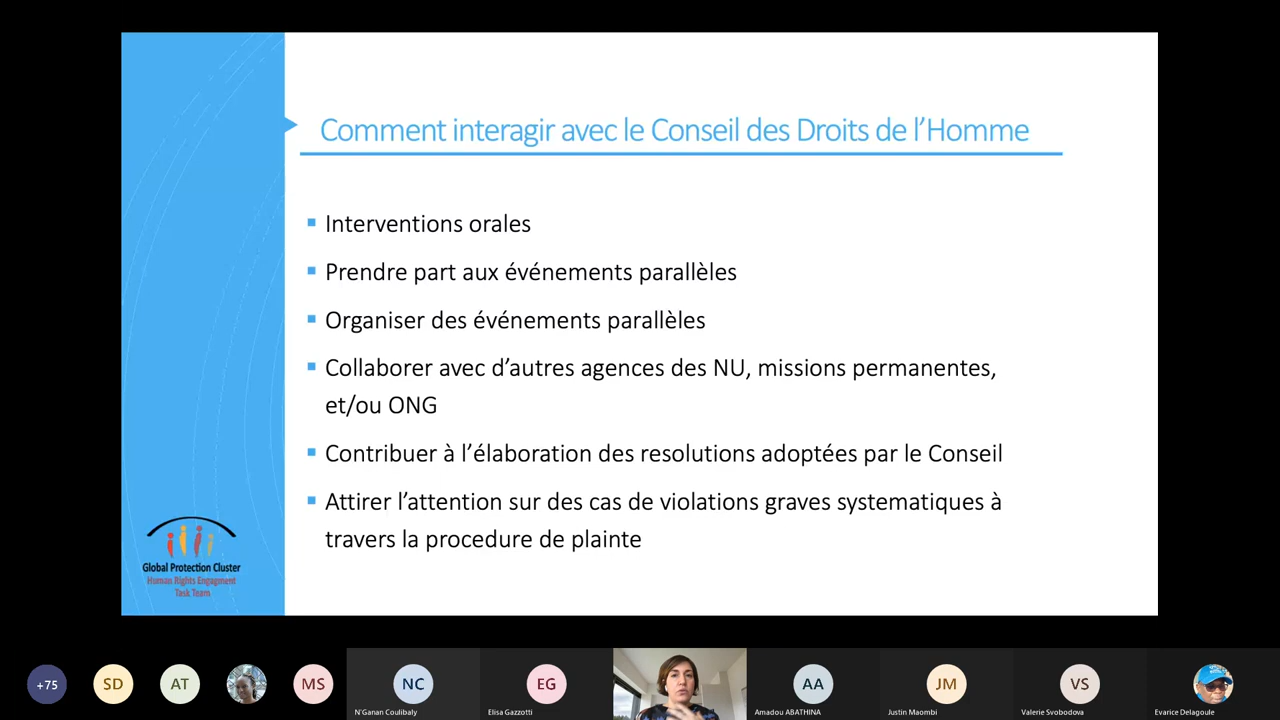 Comment interagir avec le Conseil des Droits de l’Homme
Interventions orales
Prendre part aux événements parallèles
Organiser des événements parallèles
Collaborer avec d’autres agences des NU, missions permanentes,
et/ou ONG
Contribuer à l’élaboration des resolutions adoptées par le Conseil
Attirer l’attention sur des cas de violations graves systematiques à
travers la procedure de plainte
Global Protection Cluster
Human Rights Engagment
Task Team
+75
SD
AT
MS
NC
N'Ganan Coulibaly
EG
Elisa Gazzotti
AA
Amadou ABATHINA
JM
Justin Maombi
VS
Valerie Svobodova
Evarice Delagoule